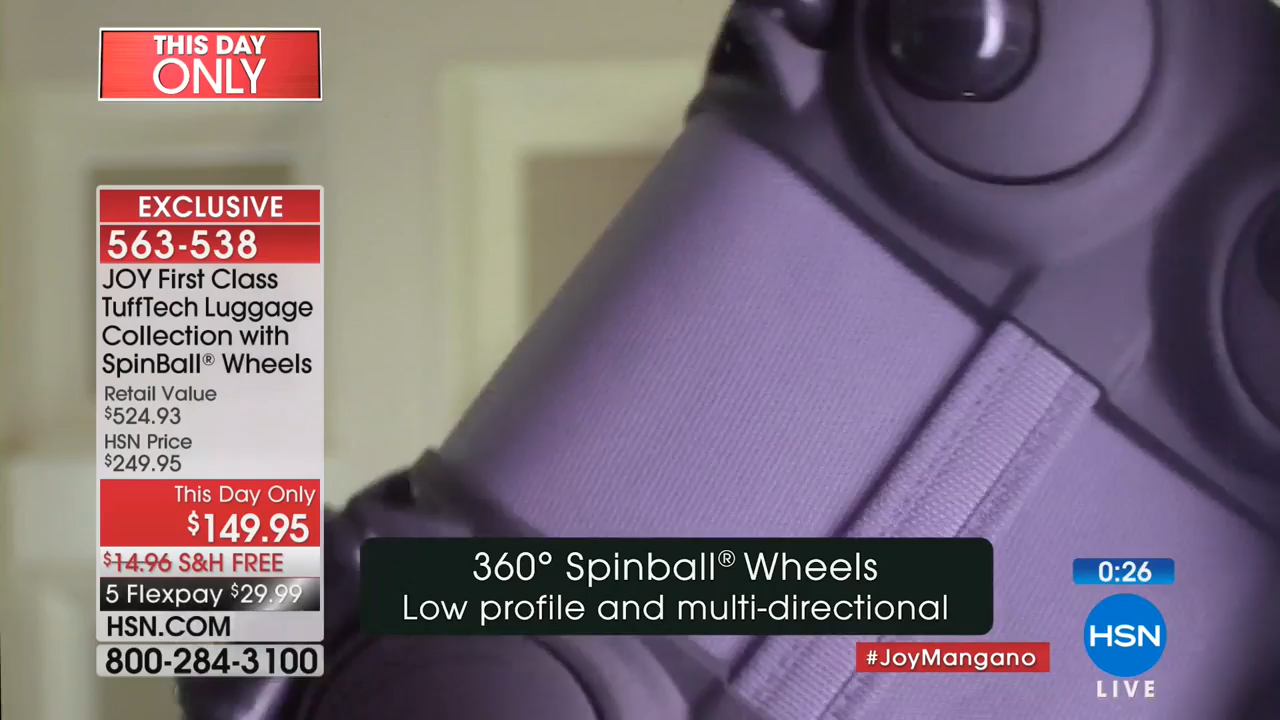 THIS DAY
ONLY
EXCLUSIVE
563-538
JOY First Class
TuffTech Luggage
Collection with
SpinBall® Wheels
Retail Value
$524.93
HSN Price
$249.95
This Day Only
$149.95
$14.96 S&H FREE
5 Flexpay $29.99
HSN.COM
800-284-3100
360° Spinball® Wheels
Low profile and multi-directional
0:26
HSN
LIVE
#JoyMangano